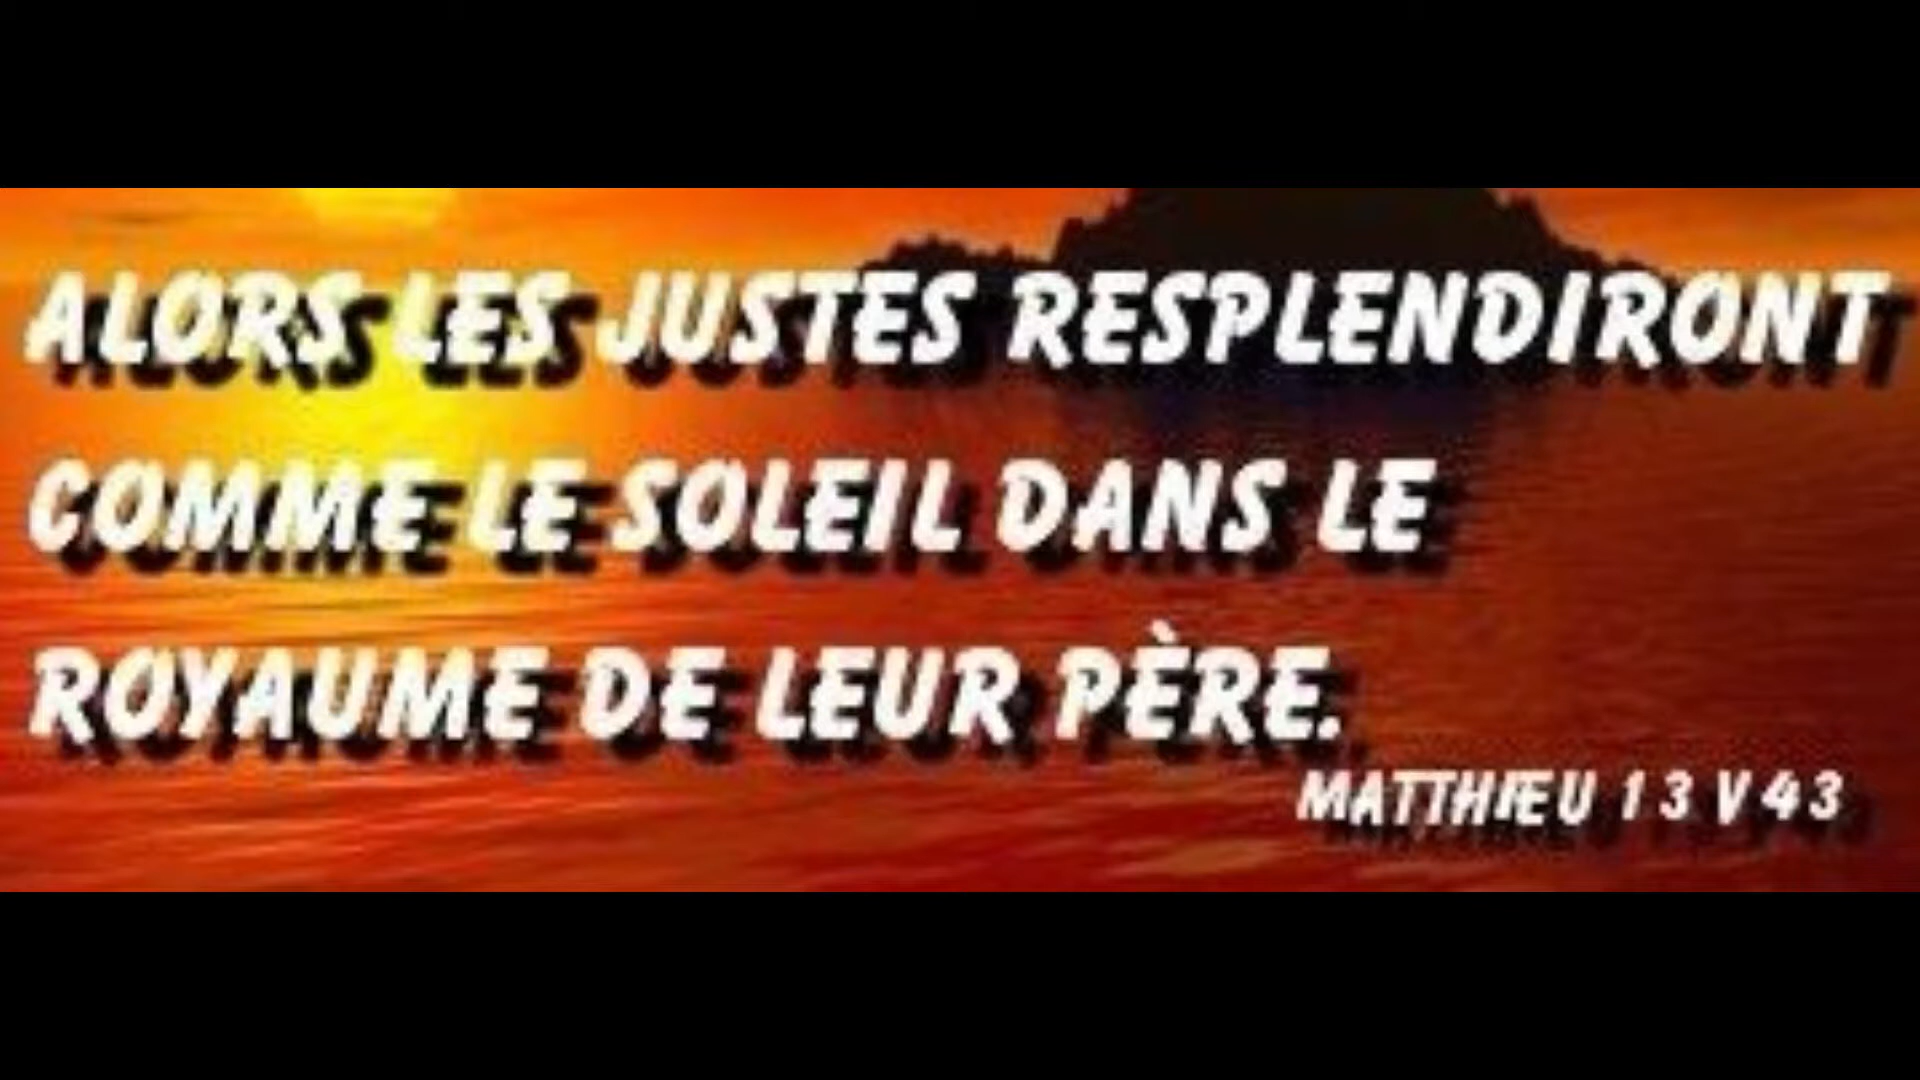 ALORS LES JUSTES RESPLENDIRONT
COMME LE SOLEIL DANS LE
ROYAUME DE LEUR PÈRE.
MATTHIEU 13 V 43